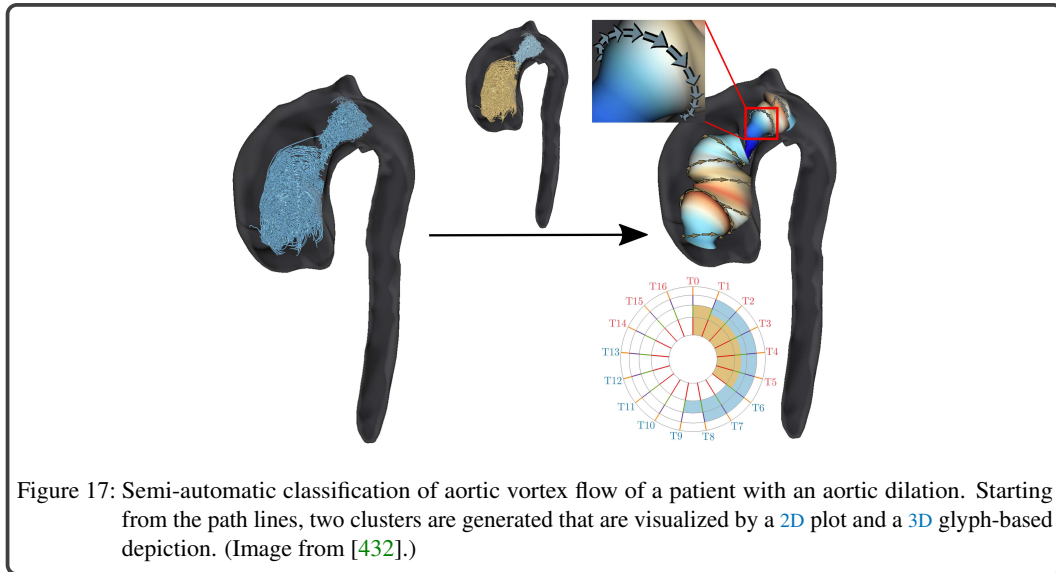 T0
T1
T2
T3
T4
T5
T6
T7
T8
T9
T10
T11
T12
T13
T14
T15
T16
Figure 17: Semi-automatic classification of aortic vortex flow of a patient with an aortic dilation. Starting
from the path lines, two clusters are generated that are visualized by a 2D plot and a 3D glyph-based
depiction. (Image from [432].)